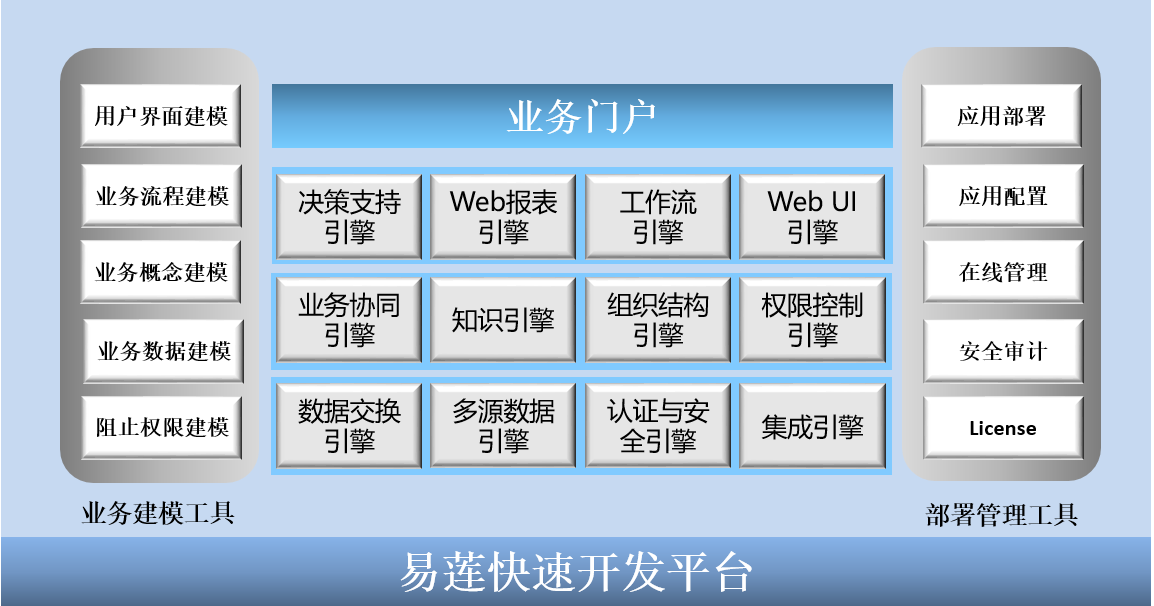 用户界面建模
业务流程建模
业务概念建模
业务数据建模
阻止权限建模
业务建模工具
业务门户
决策支持
引擎
Web报表
引擎
工作流
引擎
Web UI
引擎
业务协同
引擎
知识引擎
组织结构
引擎
权限控制
引擎
数据交换
引擎
多源数据
引擎
认证与安
全引擎
集成引擎
应用部署
应用配置
在线管理
安全审计
License
部署管理工具
易莲快速开发平台